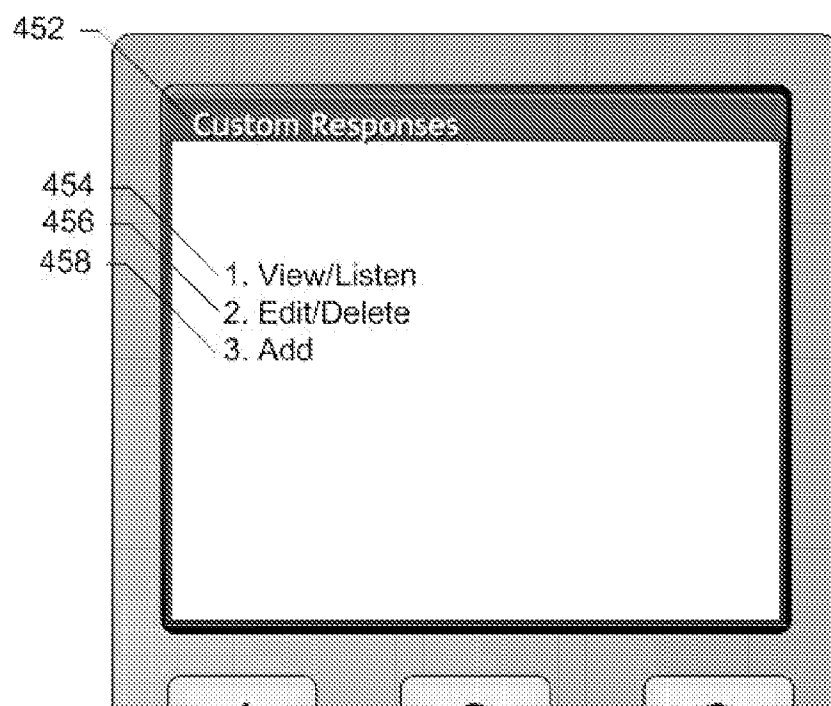 452
Custom Responses
454
456
458
1. View/Listen
2. Edit/Delete
3. Add